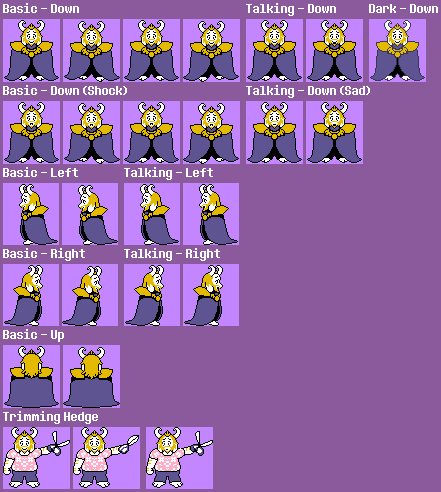 Basic - Down Talking - Down Dark - Down
Basic - Down (Shock) Talking - Down (Sad)
Basic - Left Talking - Left
Basic - Right Talking - Right
Basic - Up
Trimming Hedge